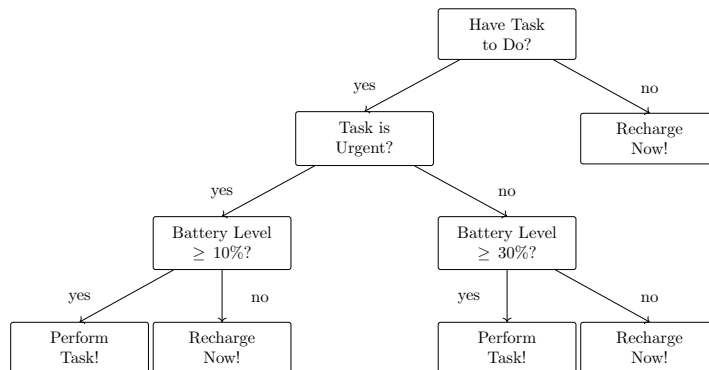 Have Task
to Do?
yes
no
Task is
Urgent?
Recharge
Now!
yes
no
Battery Level
≥ 10%?
Battery Level
≥ 30%?
yes
no
yes
no
Perform
Task!
Recharge
Now!
Perform
Task!
Recharge
Now!